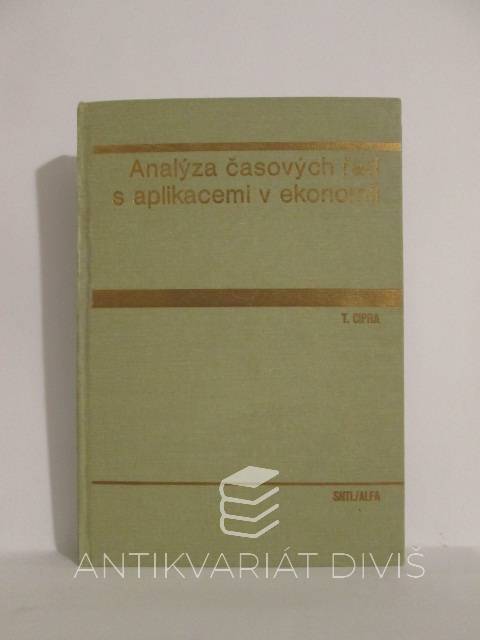 Analýza časových řad
s aplikacemi v ekonomii
T. CIPRA
SNTL/ALFA
ANTIKVARIÁT DIVIŠ